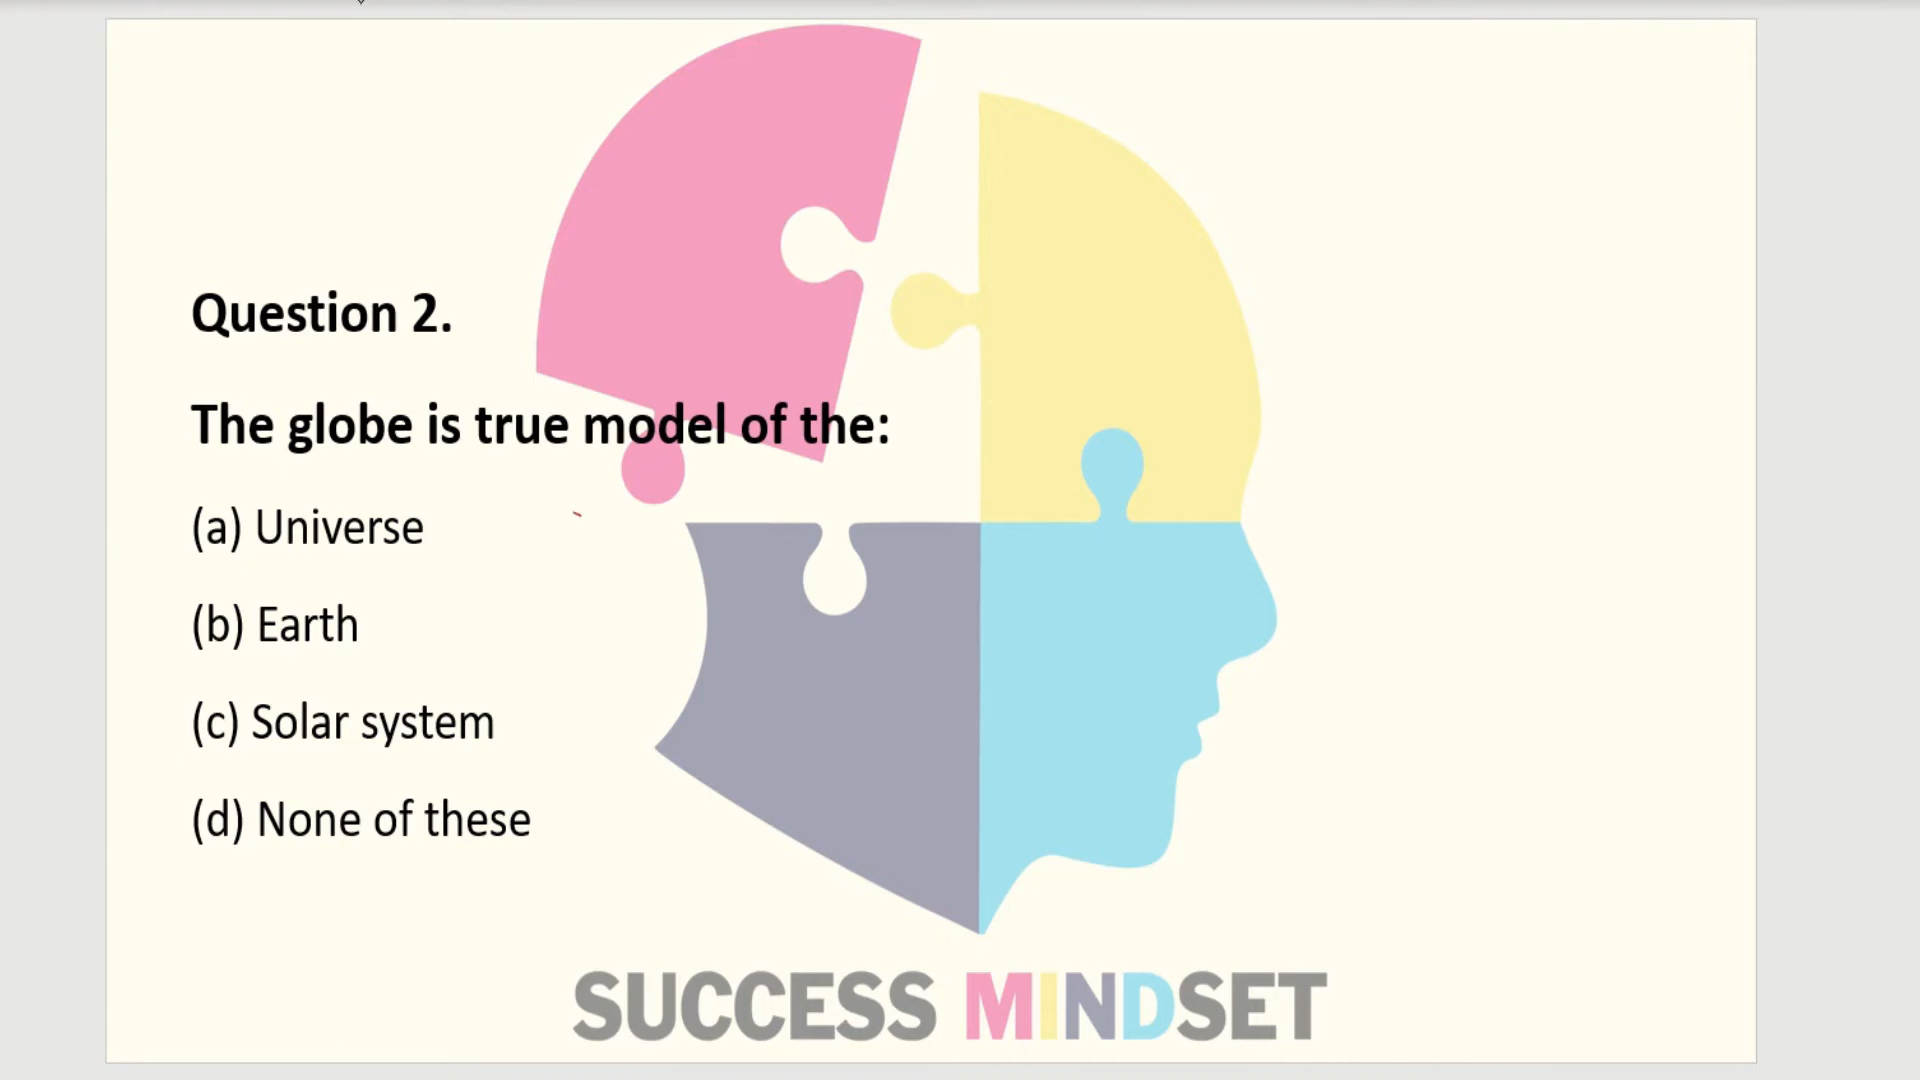 Question 2.
The globe is true model of the:
(a) Universe
(b) Earth
(c) Solar system
(d) None of these
SUCCESS MINDSET